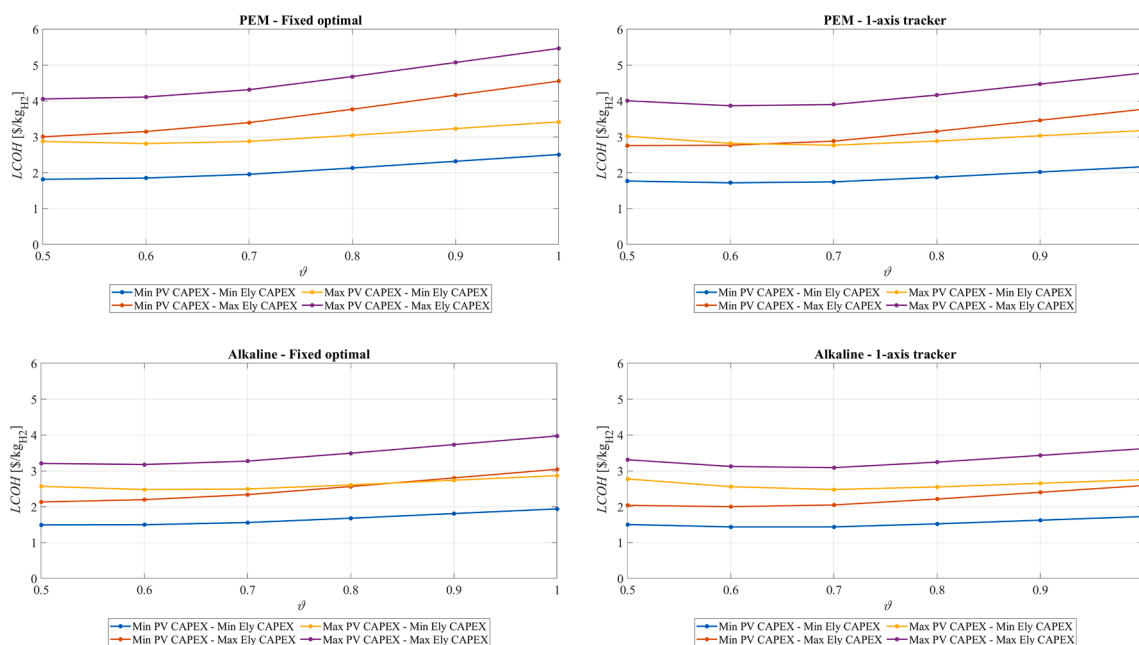 PEM - Fixed optimal
6
5
4
3
2
1
0
LCOH [$/kgH2]
0.5 0.6 0.7 0.8 0.9 1
ϑ
Min PV CAPEX - Min Ely CAPEX Max PV CAPEX - Min Ely CAPEX
Min PV CAPEX - Max Ely CAPEX Max PV CAPEX - Max Ely CAPEX
PEM - 1-axis tracker
6
5
4
3
2
1
0
LCOH [$/kgH2]
0.5 0.6 0.7 0.8 0.9
ϑ
Min PV CAPEX - Min Ely CAPEX Max PV CAPEX - Min Ely CAPEX
Min PV CAPEX - Max Ely CAPEX Max PV CAPEX - Max Ely CAPEX
Alkaline - Fixed optimal
6
5
4
3
2
1
0
LCOH [$/kgH2]
0.5 0.6 0.7 0.8 0.9 1
ϑ
Min PV CAPEX - Min Ely CAPEX Max PV CAPEX - Min Ely CAPEX
Min PV CAPEX - Max Ely CAPEX Max PV CAPEX - Max Ely CAPEX
Alkaline - 1-axis tracker
6
5
4
3
2
1
0
LCOH [$/kgH2]
0.5 0.6 0.7 0.8 0.9
ϑ
Min PV CAPEX - Min Ely CAPEX Max PV CAPEX - Min Ely CAPEX
Min PV CAPEX - Max Ely CAPEX Max PV CAPEX - Max Ely CAPEX